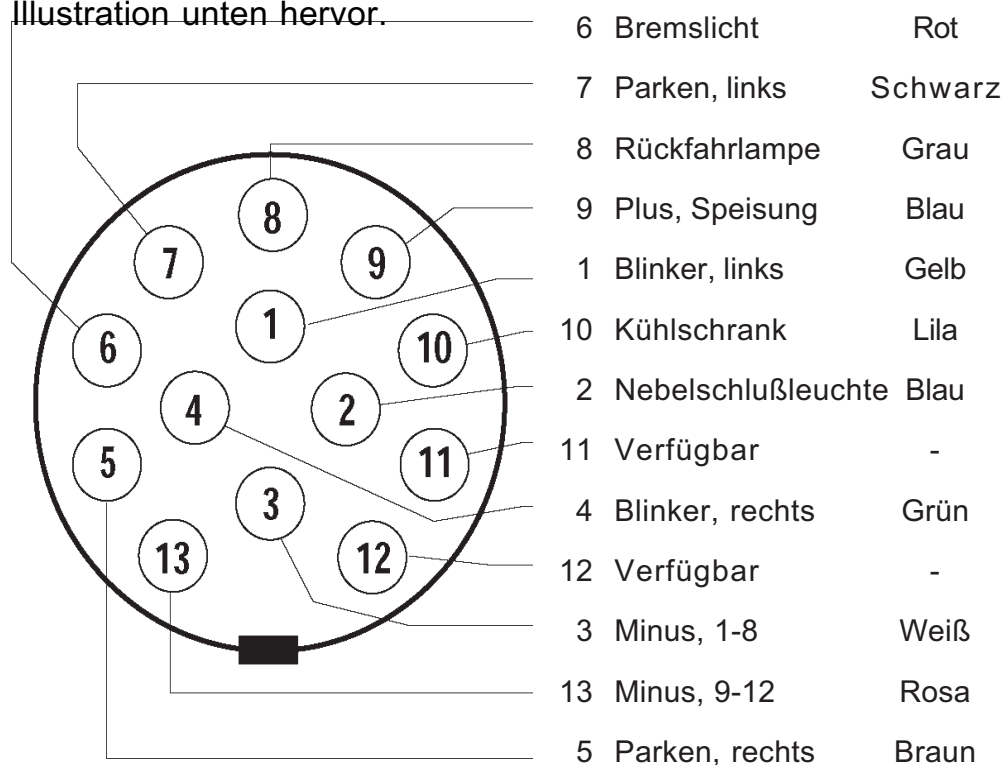 Illustration unten hervor.
6 Bremslicht Rot
7 Parken, links Schwarz
8 Rückfahrlampe Grau
9 Plus, Speisung Blau
1 Blinker, links Gelb
10 Kühlschrank Lila
2 Nebelschlußleuchte Blau
11 Verfügbar -
4 Blinker, rechts Grün
12 Verfügbar -
3 Minus, 1-8 Weiß
13 Minus, 9-12 Rosa
5 Parken, rechts Braun
8
7
9
1
6
10
4
2
5
11
3
13
12